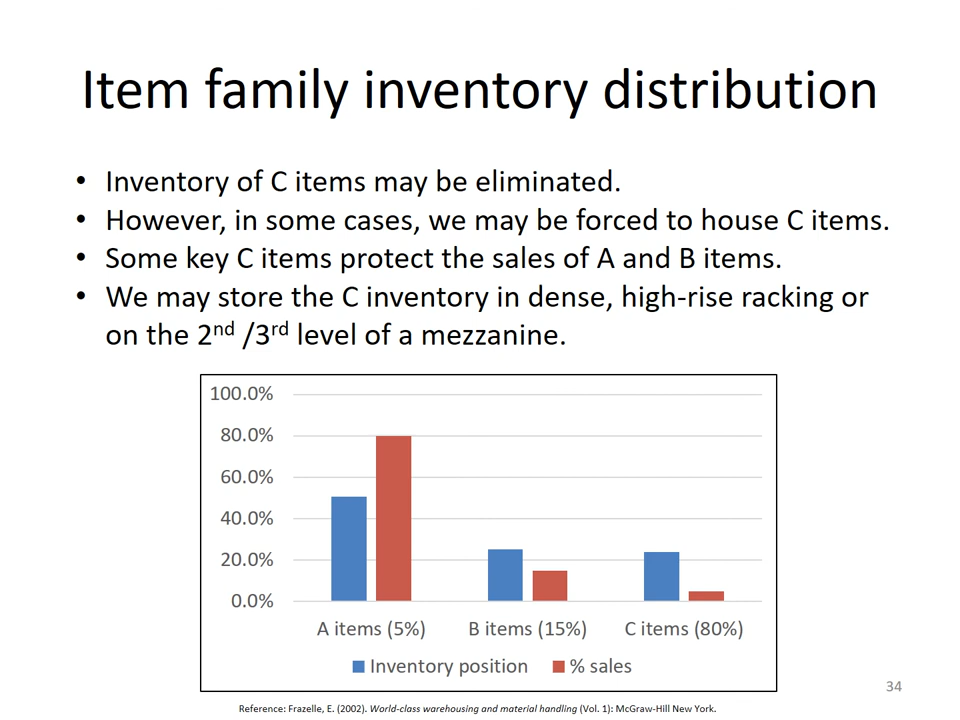 Item family inventory distribution
• Inventory of C items may be eliminated.
• However, in some cases, we may be forced to house C items.
• Some key C items protect the sales of A and B items.
• We may store the C inventory in dense, high-rise racking or
on the 2nd /3rd level of a mezzanine.
100.0%
80.0%
60.0%
40.0%
20.0%
0.0%
A items (5%) B items (15%) C items (80%)
Inventory position % sales
34
Reference: Frazelle, E. (2002). World-class warehousing and material handling (Vol. 1): McGraw-Hill New York.